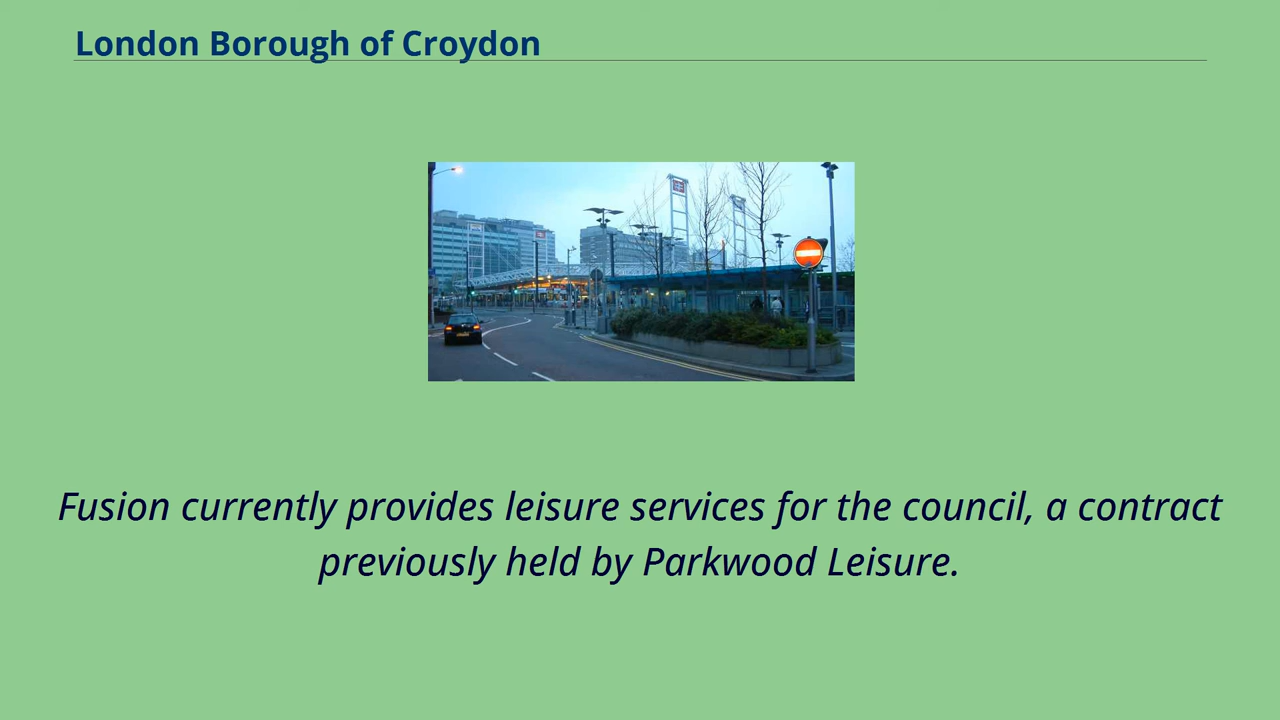 London Borough of Croydon
Fusion currently provides leisure services for the council, a contract
previously held by Parkwood Leisure.